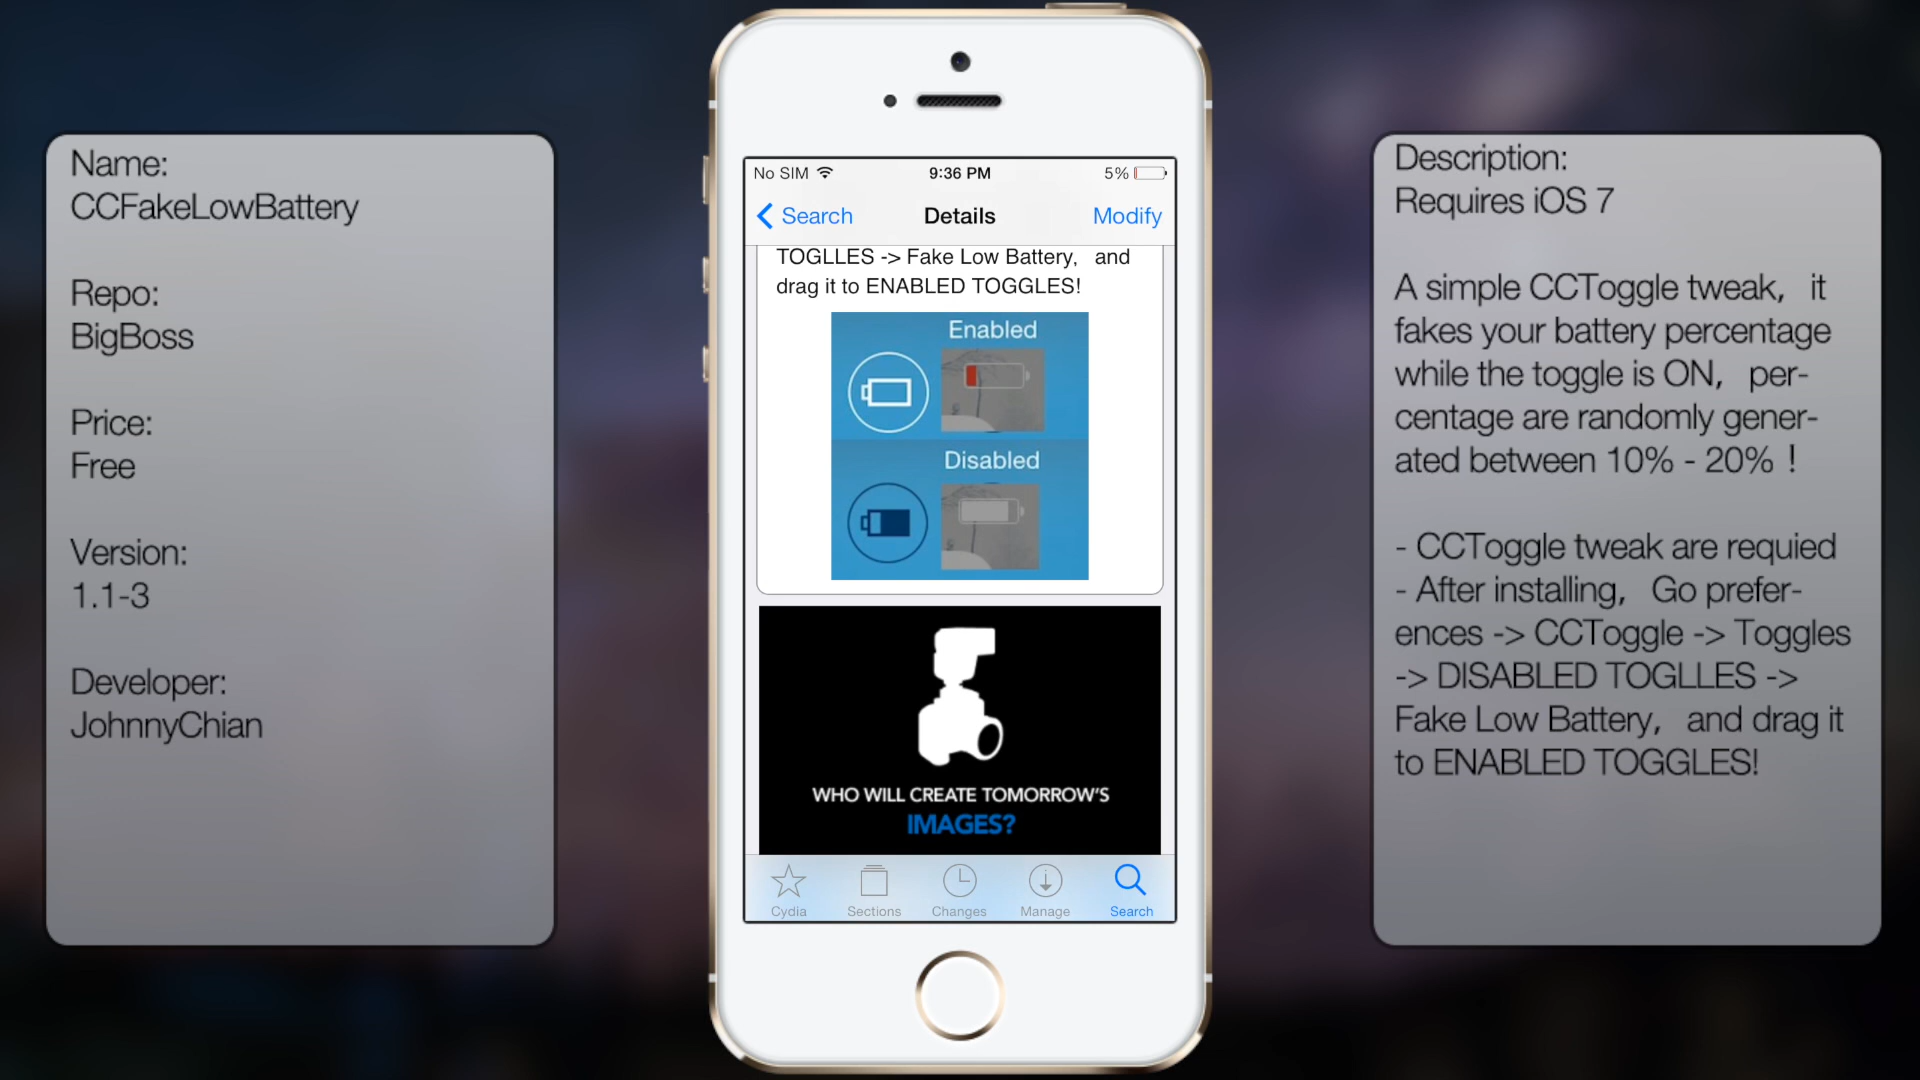 Name:
CCFakeLowBattery
Repo:
BigBoss
Price:
Free
Version:
1.1-3
Developer:
JohnnyChian
No SIM
9:36 PM
5%
Search
Details
Modify
TOGLLES -> Fake Low Battery, and
drag it to ENABLED TOGGLES!
Enabled
Disabled
WHO WILL CREATE TOMORROW'S
IMAGES?
Cydia
Sections
Changes
Manage
Search
Description:
Requires iOS 7
A simple CCToggle tweak, it
fakes your battery percentage
while the toggle is ON, per-
centage are randomly gener-
ated between 10% - 20% !
- CCToggle tweak are requied
- After installing, Go prefer-
ences -> CCToggle -> Toggles
-> DISABLED TOGLLES ->
Fake Low Battery, and drag it
to ENABLED TOGGLES!